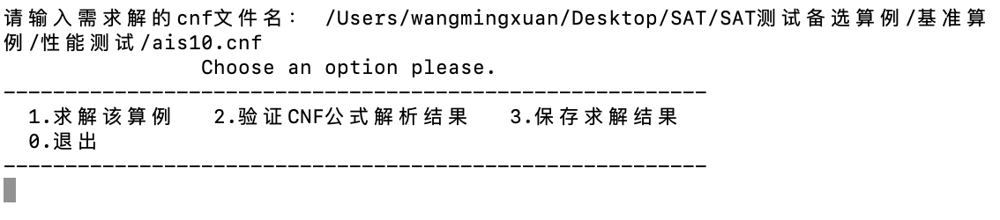 请输入需求解的cnf文件名： /Users/wangmingxuan/Desktop/SAT/SAT测试备选算例/基准算
例/性能测试/ais10.cnf
Choose an option please.
------------------------------------------------------------
1.求解该算例 2.验证CNF公式解析结果 3.保存求解结果
0.退出
------------------------------------------------------------